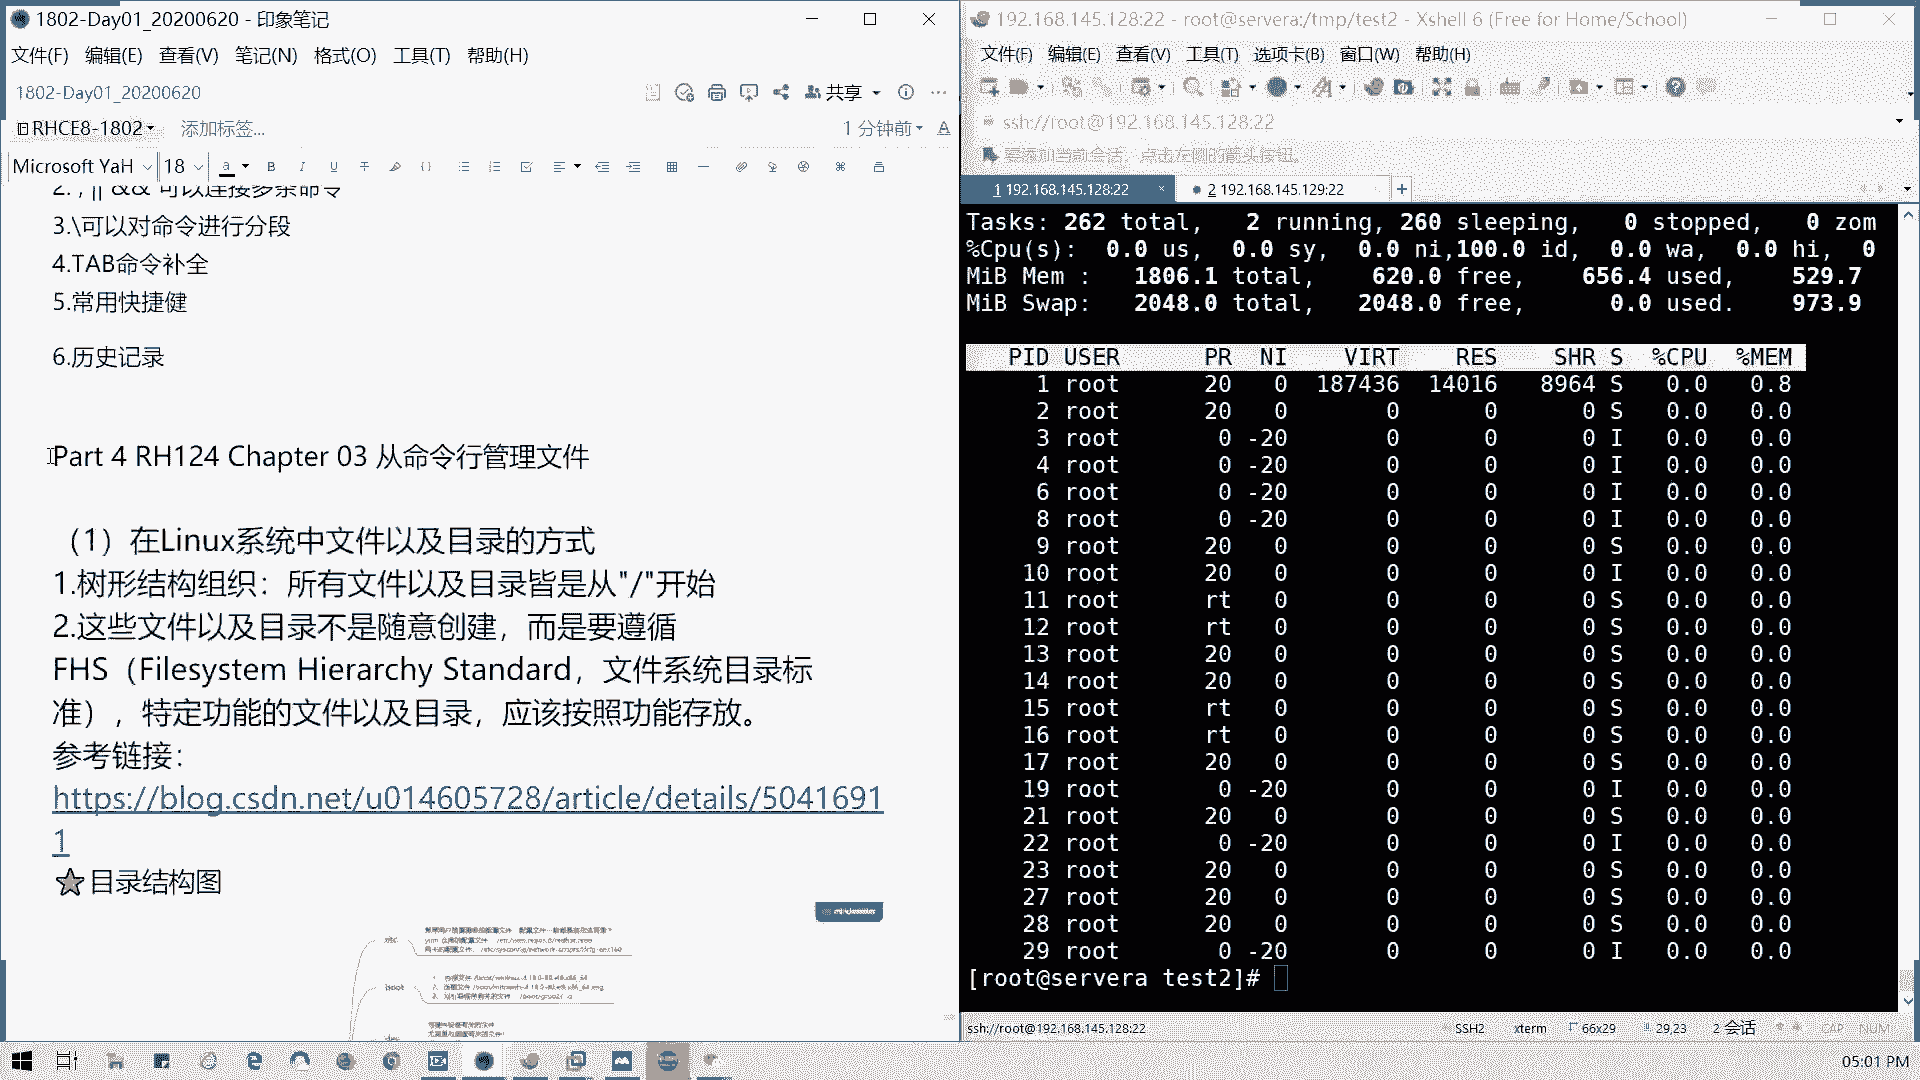 1802-Day01_20200620 - 印象笔记
文件(F) 编辑(E) 查看(V) 笔记(N) 格式(O) 工具(T) 帮助(H)
1802-Day01_20200620
共享
RHCE8-1802 添加标签...
1 分钟前
Microsoft YaH 18
2. ; || && 可以连接多条命令
3.\可以对命令进行分段
4.TAB命令补全
5.常用快捷健
6.历史记录
Part 4 RH124 Chapter 03 从命令行管理文件
（1）在Linux系统中文件以及目录的方式
1.树形结构组织：所有文件以及目录皆是从"/"开始
2.这些文件以及目录不是随意创建，而是要遵循
FHS（Filesystem Hierarchy Standard，文件系统目录标
准），特定功能的文件以及目录，应该按照功能存放。
参考链接：
https://blog.csdn.net/u014605728/article/details/5041691
1
目录结构图
etc
boot
dev
192.168.145.128:22 - root@servera:/tmp/test2 - Xshell 6 (Free for Home/School)
文件(F) 编辑(E) 查看(V) 工具(T) 选项卡(B) 窗口(W) 帮助(H)
ssh://root@192.168.145.128:22
要添加当前会话，点击左侧的箭头按钮。
1 192.168.145.128:22 × 2 192.168.145.129:22 +
Tasks: 262 total, 2 running, 260 sleeping, 0 stopped, 0 zom
%Cpu(s): 0.0 us, 0.0 sy, 0.0 ni,100.0 id, 0.0 wa, 0.0 hi, 0
MiB Mem : 1806.1 total, 620.0 free, 656.4 used, 529.7
MiB Swap: 2048.0 total, 2048.0 free, 0.0 used. 973.9
PID USER PR NI VIRT RES SHR S %CPU %MEM
1 root 20 0 187436 14016 8964 S 0.0 0.8
2 root 20 0 0 0 0 S 0.0 0.0
3 root 0 -20 0 0 0 I 0.0 0.0
4 root 0 -20 0 0 0 I 0.0 0.0
6 root 0 -20 0 0 0 I 0.0 0.0
8 root 0 -20 0 0 0 I 0.0 0.0
9 root 20 0 0 0 0 S 0.0 0.0
10 root 20 0 0 0 0 I 0.0 0.0
11 root rt 0 0 0 0 S 0.0 0.0
12 root rt 0 0 0 0 S 0.0 0.0
13 root 20 0 0 0 0 S 0.0 0.0
14 root 20 0 0 0 0 S 0.0 0.0
15 root rt 0 0 0 0 S 0.0 0.0
16 root rt 0 0 0 0 S 0.0 0.0
17 root 20 0 0 0 0 S 0.0 0.0
19 root 0 -20 0 0 0 I 0.0 0.0
21 root 20 0 0 0 0 S 0.0 0.0
22 root 0 -20 0 0 0 I 0.0 0.0
23 root 20 0 0 0 0 S 0.0 0.0
27 root 20 0 0 0 0 S 0.0 0.0
28 root 20 0 0 0 0 S 0.0 0.0
29 root 0 -20 0 0 0 I 0.0 0.0
[root@servera test2]#
ssh://root@192.168.145.128:22 SSH2 xterm 66x29 29,23 2 会话 CAP NUM
05:01 PM